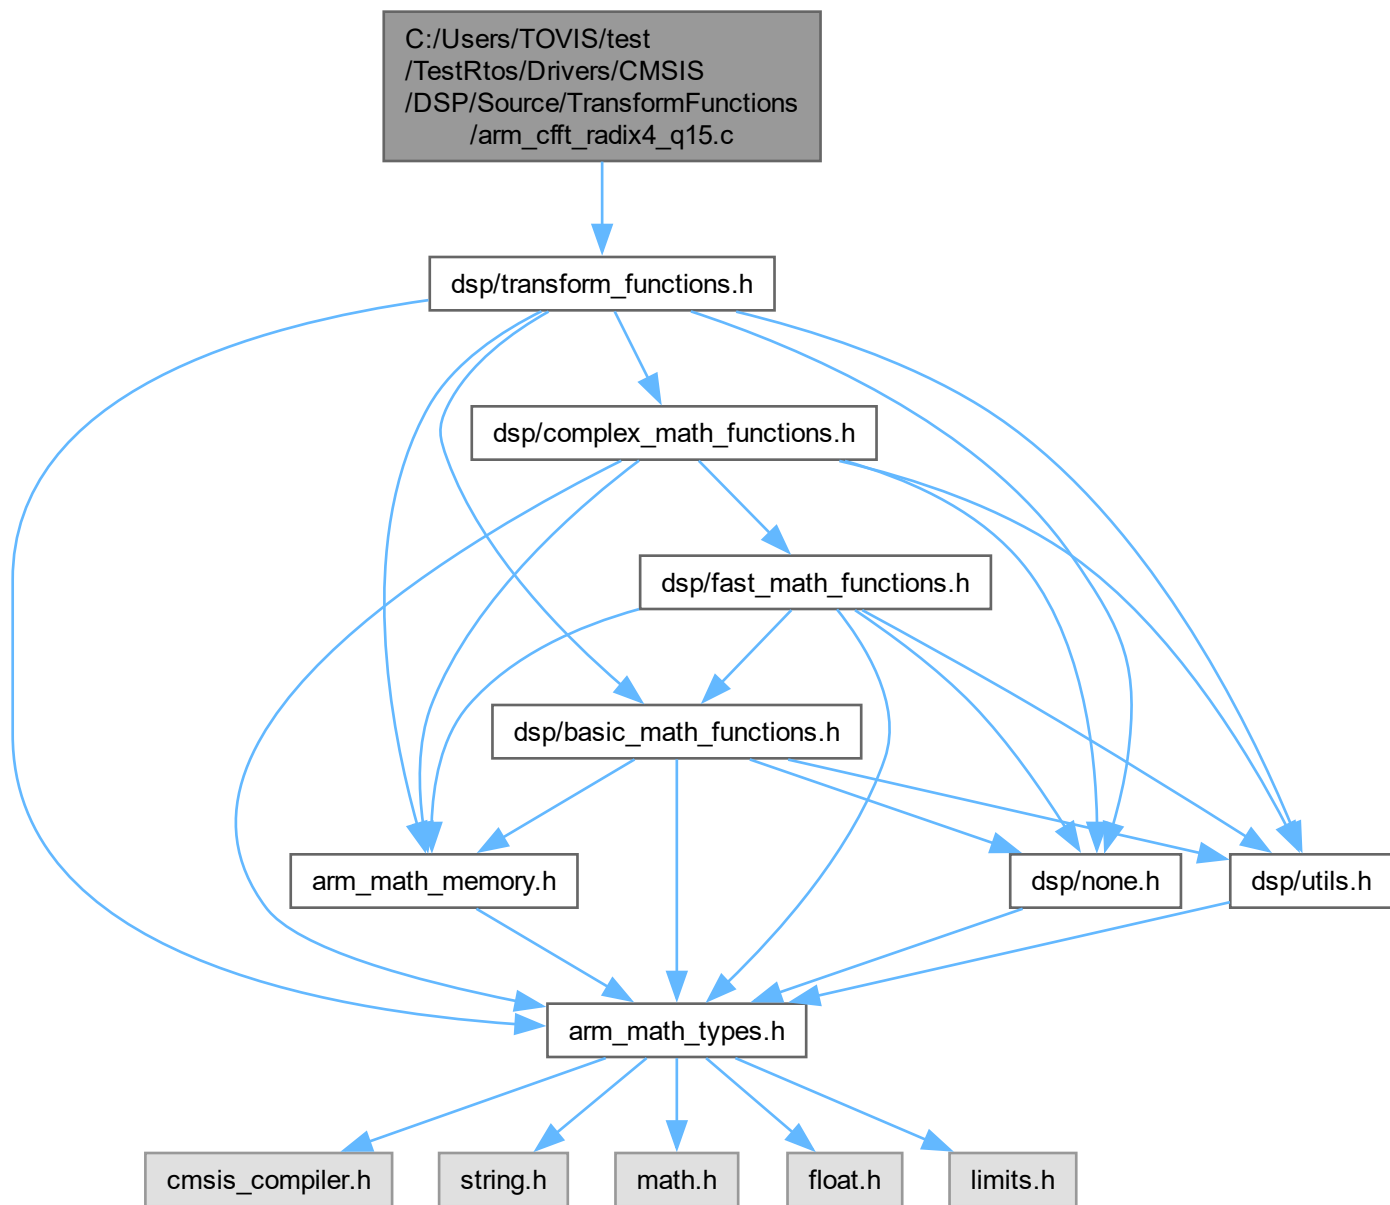 C:/Users/TOVIS/test
/TestRtos/Drivers/CMSIS
/DSP/Source/TransformFunctions
/arm_cfft_radix4_q15.c
dsp/transform_functions.h
dsp/complex_math_functions.h
dsp/fast_math_functions.h
dsp/basic_math_functions.h
arm_math_memory.h
dsp/none.h
dsp/utils.h
arm_math_types.h
cmsis_compiler.h
string.h
math.h
float.h
limits.h